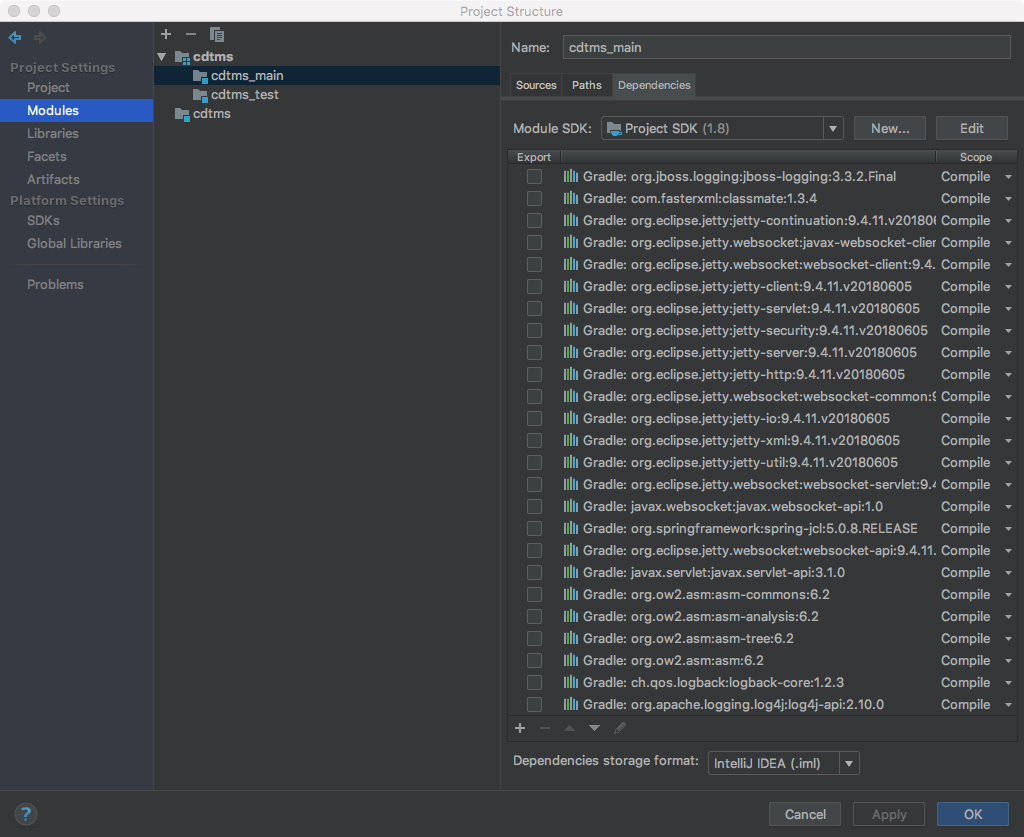 Project Structure
Project Settings
Project
Modules
Libraries
Facets
Artifacts
Platform Settings
SDKs
Global Libraries
Problems
cdtms
cdtms_main
cdtms_test
cdtms
Name: cdtms_main
Sources Paths Dependencies
Module SDK: Project SDK (1.8) New... Edit
Export Scope
Gradle: org.jboss.logging:jboss-logging:3.3.2.Final Compile
Gradle: com.fasterxml:classmate:1.3.4 Compile
Gradle: org.eclipse.jetty:jetty-continuation:9.4.11.v201806 Compile
Gradle: org.eclipse.jetty.websocket:javax-websocket-clier Compile
Gradle: org.eclipse.jetty.websocket:websocket-client:9.4. Compile
Gradle: org.eclipse.jetty:jetty-client:9.4.11.v20180605 Compile
Gradle: org.eclipse.jetty:jetty-servlet:9.4.11.v20180605 Compile
Gradle: org.eclipse.jetty:jetty-security:9.4.11.v20180605 Compile
Gradle: org.eclipse.jetty:jetty-server:9.4.11.v20180605 Compile
Gradle: org.eclipse.jetty:jetty-http:9.4.11.v20180605 Compile
Gradle: org.eclipse.jetty.websocket:websocket-common:9 Compile
Gradle: org.eclipse.jetty:jetty-io:9.4.11.v20180605 Compile
Gradle: org.eclipse.jetty:jetty-xml:9.4.11.v20180605 Compile
Gradle: org.eclipse.jetty:jetty-util:9.4.11.v20180605 Compile
Gradle: org.eclipse.jetty.websocket:websocket-servlet:9.4 Compile
Gradle: javax.websocket:javax.websocket-api:1.0 Compile
Gradle: org.springframework:spring-jcl:5.0.8.RELEASE Compile
Gradle: org.eclipse.jetty.websocket:websocket-api:9.4.11. Compile
Gradle: javax.servlet:javax.servlet-api:3.1.0 Compile
Gradle: org.ow2.asm:asm-commons:6.2 Compile
Gradle: org.ow2.asm:asm-analysis:6.2 Compile
Gradle: org.ow2.asm:asm-tree:6.2 Compile
Gradle: org.ow2.asm:asm:6.2 Compile
Gradle: ch.qos.logback:logback-core:1.2.3 Compile
Gradle: org.apache.logging.log4j:log4j-api:2.10.0 Compile
Dependencies storage format: IntelliJ IDEA (.iml)
? Cancel Apply OK